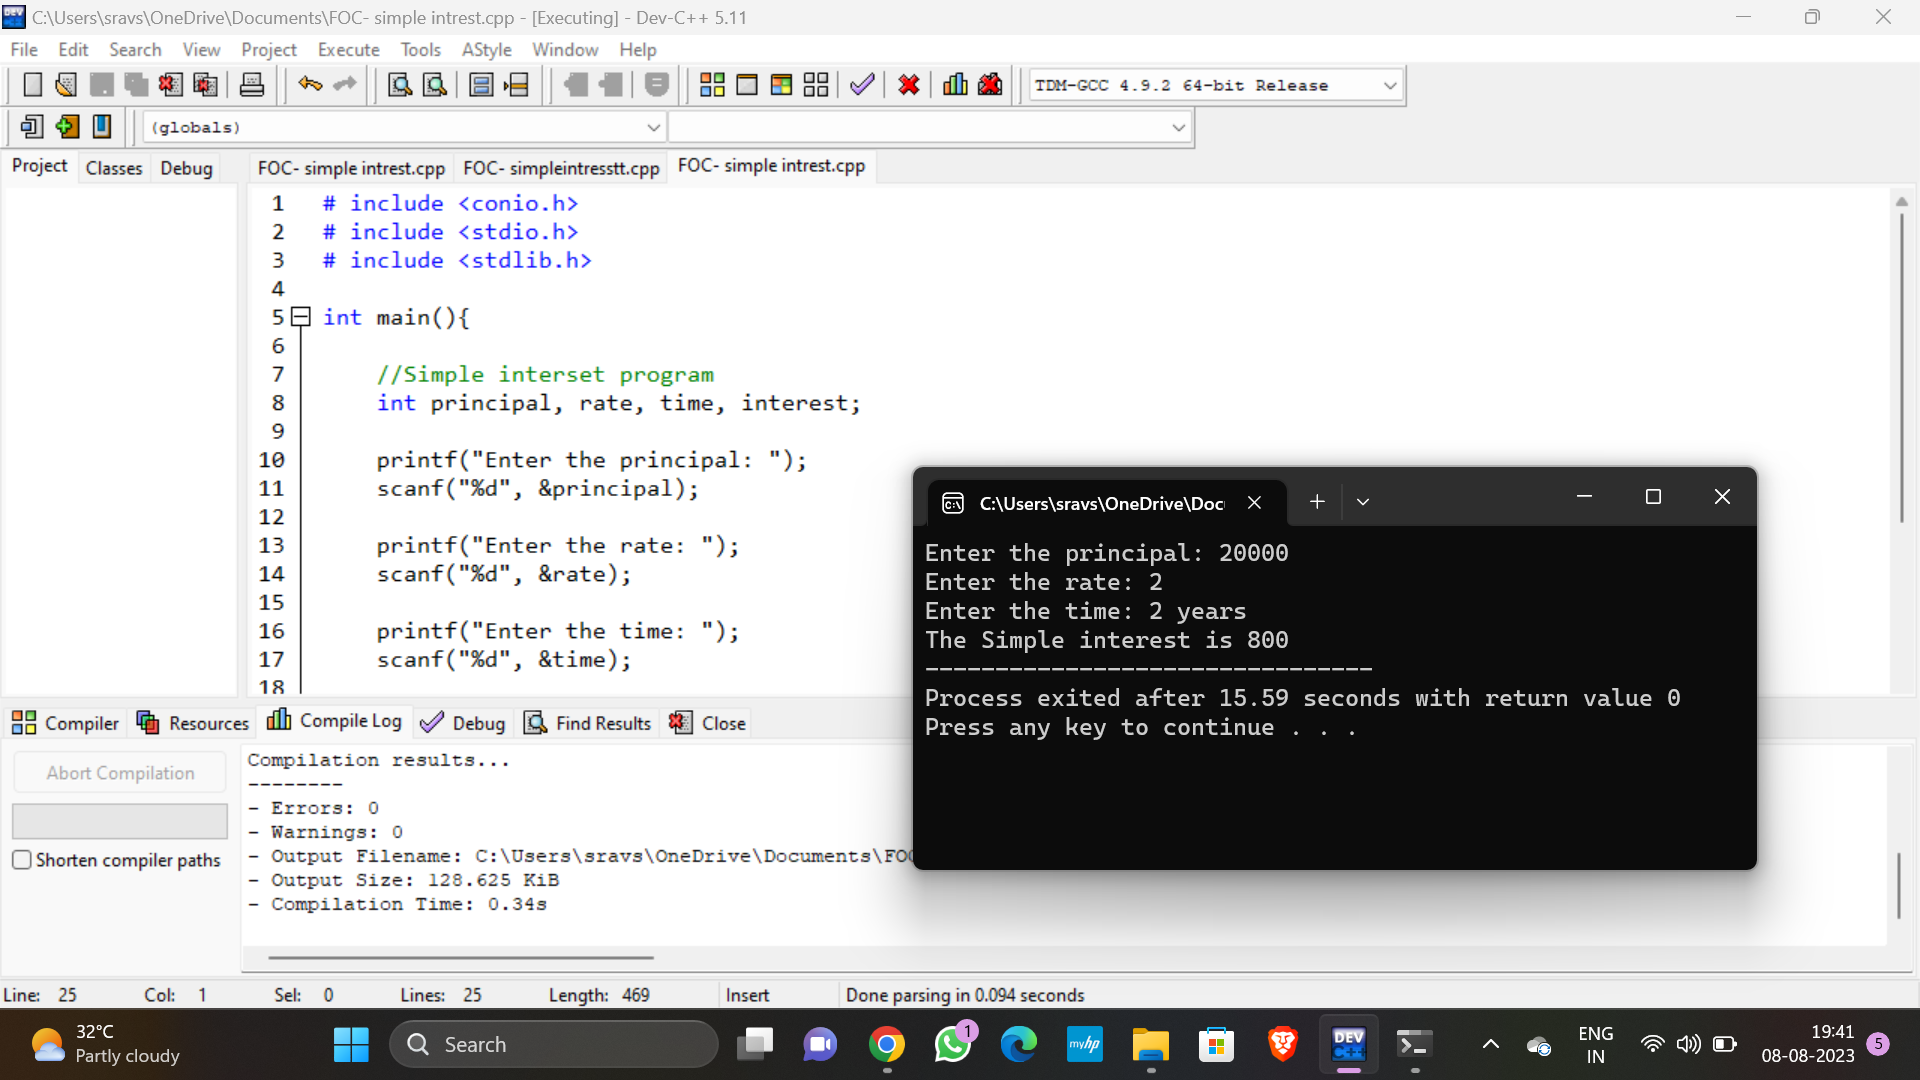 C:\Users\sravs\OneDrive\Documents\FOC- simple intrest.cpp - [Executing] - Dev-C++ 5.11
File Edit Search View Project Execute Tools AStyle Window Help
TDM-GCC 4.9.2 64-bit Release
(globals)
Project Classes Debug
FOC- simple intrest.cpp FOC- simpleintresstt.cpp FOC- simple intrest.cpp
1 # include <conio.h>
2 # include <stdio.h>
3 # include <stdlib.h>
4
5 int main(){
6
7 //Simple interset program
8 int principal, rate, time, interest;
9
10 printf("Enter the principal: ");
11 scanf("%d", &principal);
12
13 printf("Enter the rate: ");
14 scanf("%d", &rate);
15
16 printf("Enter the time: ");
17 scanf("%d", &time);
18
C:\Users\sravs\OneDrive\Doc
Enter the principal: 20000
Enter the rate: 2
Enter the time: 2 years
The Simple interest is 800
--------------------------------
Process exited after 15.59 seconds with return value 0
Press any key to continue . . .
Compiler Resources Compile Log Debug Find Results Close
Abort Compilation
Shorten compiler paths
Compilation results...
--------
- Errors: 0
- Warnings: 0
- Output Filename: C:\Users\sravs\OneDrive\Documents\FO
- Output Size: 128.625 KiB
- Compilation Time: 0.34s
Line: 25 Col: 1 Sel: 0 Lines: 25 Length: 469 Insert Done parsing in 0.094 seconds
32°C
Partly cloudy
Search
1
myhp
DEV
C++
ENG
IN
19:41
08-08-2023
5